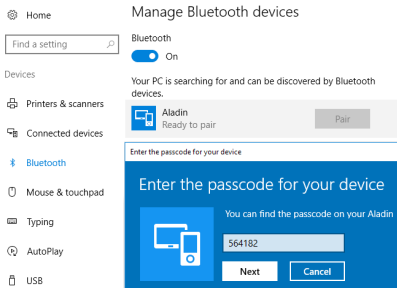 Home
Find a setting
Devices
Printers & scanners
Connected devices
Bluetooth
Mouse & touchpad
Typing
AutoPlay
USB
Manage Bluetooth devices
Bluetooth
On
Your PC is searching for and can be discovered by Bluetooth
devices.
Aladin
Ready to pair
Pair
Enter the passcode for your device
Enter the passcode for your device
You can find the passcode on your Aladin
564182
Next
Cancel